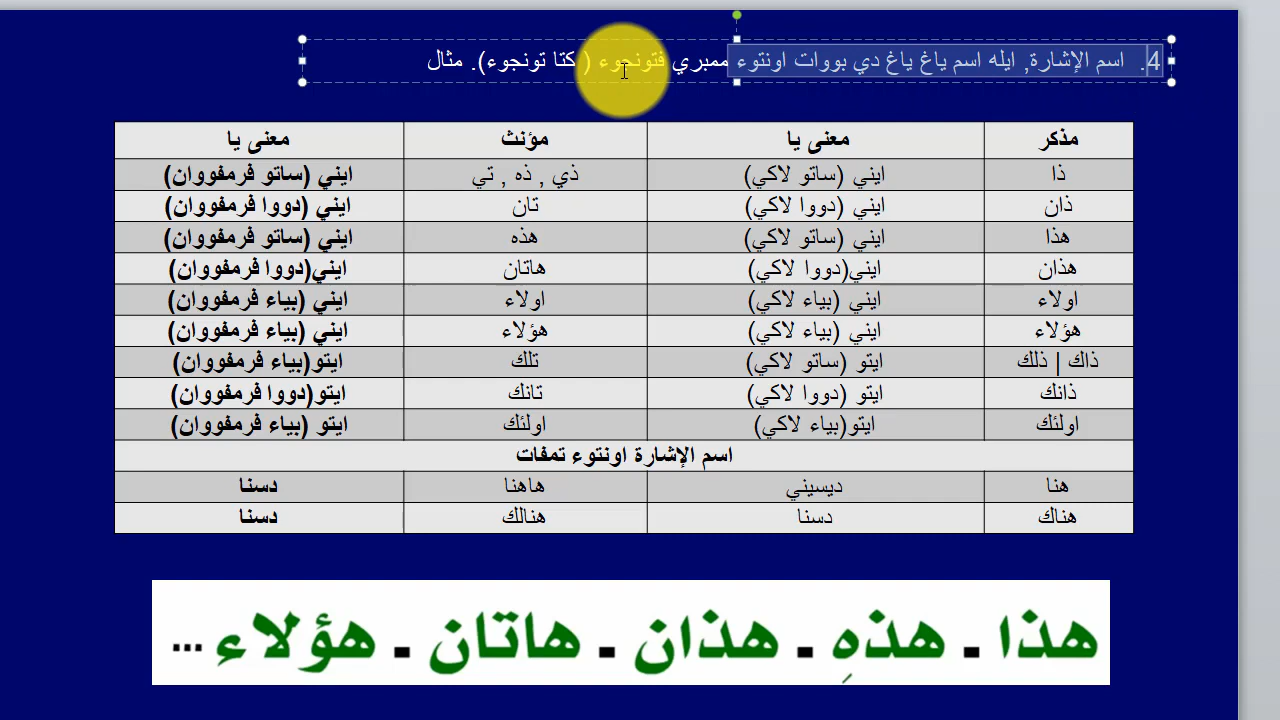 4. اسم الإشارة, ايله اسم ياغ ياغ دي بووات اونتوء ممبري فتونجوء ( كتا تونجوء). مثال
مذكر معنى يا مؤنث معنى يا
ذا ايني (ساتو لاكي) ذي , ذه , تي ايني (ساتو فرمفووان)
ذان ايني (دووا لاكي) تان ايني (دووا فرمفووان)
هذا ايني (ساتو لاكي) هذه ايني (ساتو فرمفووان)
هذان ايني(دووا لاكي) هاتان ايني(دووا فرمفووان)
اولاء ايني (بياء لاكي) اولاء ايني (بياء فرمفووان)
هؤلاء ايني (بياء لاكي) هؤلاء ايني (بياء فرمفووان)
ذاك | ذلك ايتو (ساتو لاكي) تلك ايتو(بياء فرمفووان)
ذانك ايتو (دووا لاكي) تانك ايتو(دووا فرمفووان)
اولئك ايتو(بياء لاكي) اولئك ايتو (بياء فرمفووان)
اسم الإشارة اونتوء تمفات
هنا ديسيني هاهنا دسنا
هناك دسنا هنالك دسنا
هذا . هذهِ . هذان . هاتان . هؤلاء ...